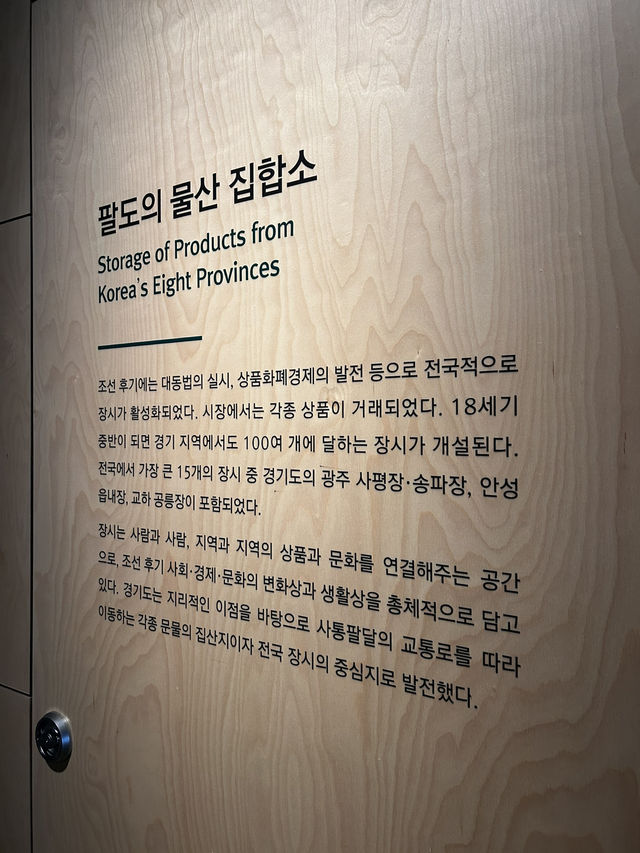 팔도의 물산 집합소
Storage of Products from
Korea's Eight Provinces
조선 후기에는 대동법의 실시, 상품화폐경제의 발전 등으로 전국적으로
장시가 활성화되었다. 시장에서는 각종 상품이 거래되었다. 18세기
중반이 되면 경기 지역에서도 100여 개에 달하는 장시가 개설된다.
전국에서 가장 큰 15개의 장시 중 경기도의 광주 사평장·송파장, 안성
읍내장, 교하 공릉장이 포함되었다.
장시는 사람과 사람, 지역과 지역의 상품과 문화를 연결해주는 공간
으로, 조선 후기 사회·경제·문화의 변화상과 생활상을 총체적으로 담고
있다. 경기도는 지리적인 이점을 바탕으로 사통팔달의 교통로를 따라
이동하는 각종 문물의 집산지이자 전국 장시의 중심지로 발전했다.